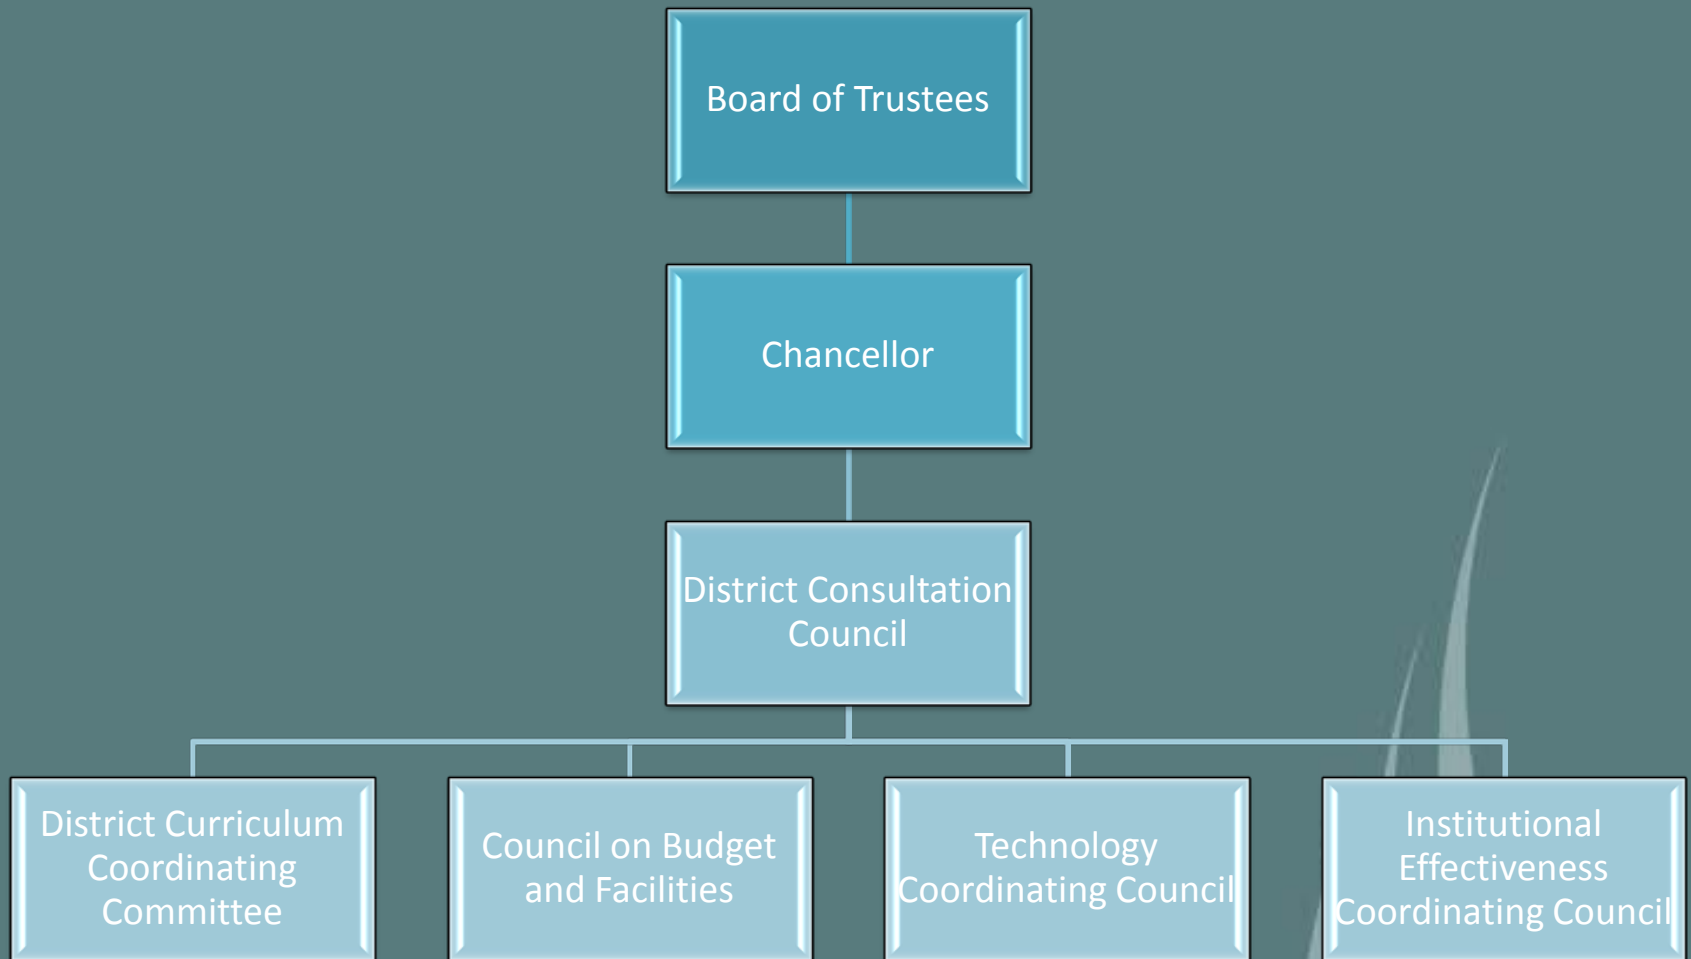 Board of Trustees
Chancellor
District Consultation
Council
District Curriculum
Coordinating
Committee
Council on Budget
and Facilities
Technology
Coordinating Council
Institutional
Effectiveness
Coordinating Council